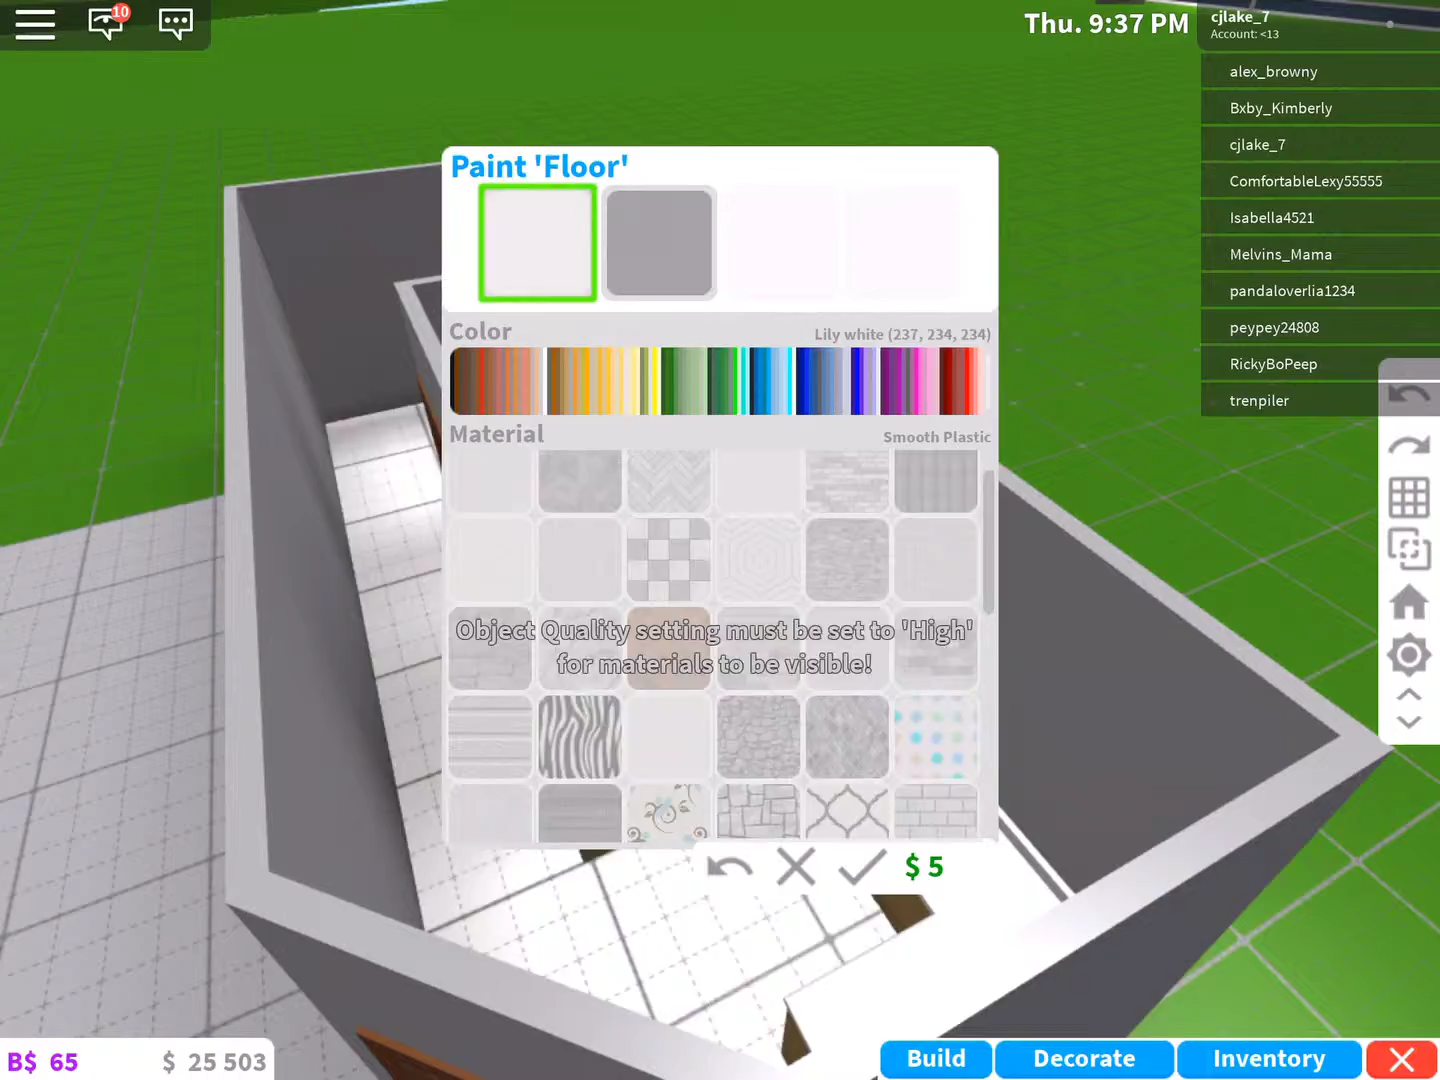 10
Thu. 9:37 PM
cjlake_7
Account: <13
alex_browny
Bxby_Kimberly
cjlake_7
ComfortableLexy55555
Isabella4521
Melvins_Mama
pandaloverlia1234
peypey24808
RickyBoPeep
trenpiler
Paint 'Floor'
Color
Lily white (237, 234, 234)
Material
Smooth Plastic
Object Quality setting must be set to 'High'
for materials to be visible!
$ 5
B$ 65
$ 25 503
Build
Decorate
Inventory